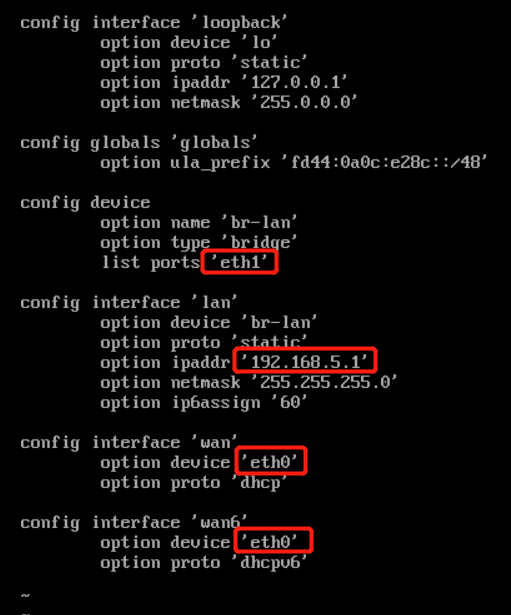 config interface 'loopback'
option device 'lo'
option proto 'static'
option ipaddr '127.0.0.1'
option netmask '255.0.0.0'
config globals 'globals'
option ula_prefix 'fd44:0a0c:e28c::/48'
config device
option name 'br-lan'
option type 'bridge'
list ports 'eth1'
config interface 'lan'
option device 'br-lan'
option proto 'static'
option ipaddr '192.168.5.1'
option netmask '255.255.255.0'
option ip6assign '60'
config interface 'wan'
option device 'eth0'
option proto 'dhcp'
config interface 'wan6'
option device 'eth0'
option proto 'dhcpv6'
~
~